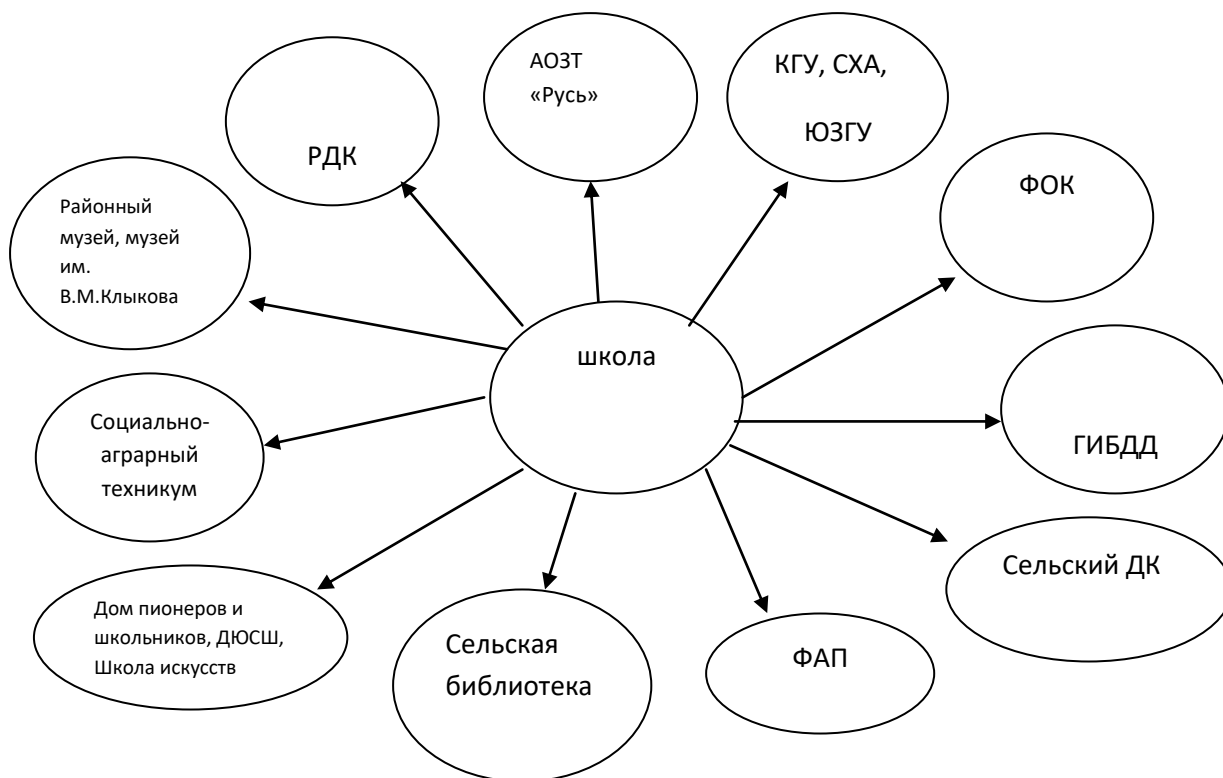 АОЗТ
«Русь»
КГУ, СХА,
ЮЗГУ
РДК
ФОК
Районный
музей, музей
им.
В.М.Клыкова
школа
Социально-
аграрный
техникум
ГИБДД
Сельский ДК
Дом пионеров и
школьников, ДЮСШ,
Школа искусств
Сельская
библиотека
ФАП